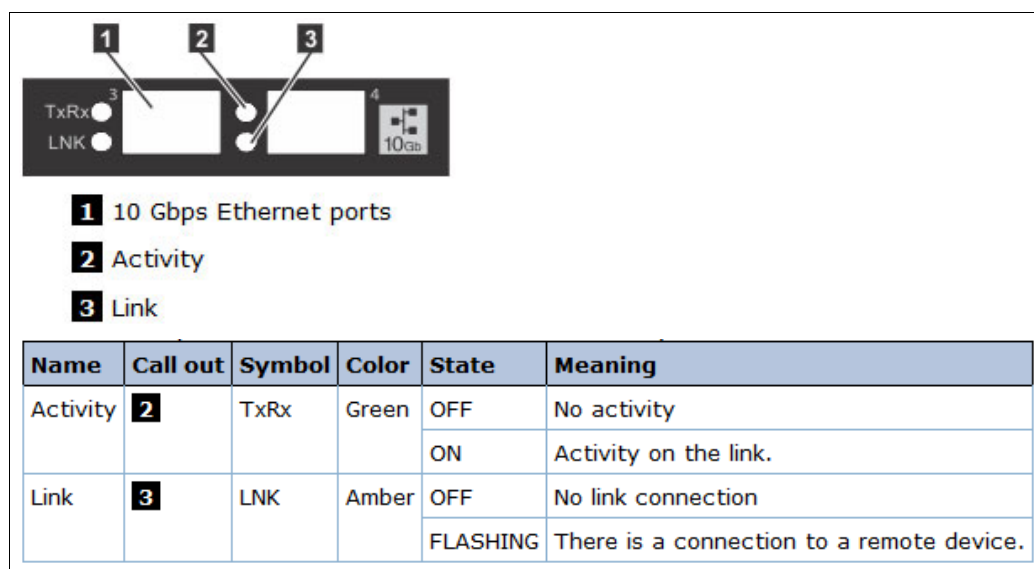 1 2 3
3 4
TxRx
LNK 10Gb
1 10 Gbps Ethernet ports
2 Activity
3 Link
Name Call out Symbol Color State Meaning
Activity 2 TxRx Green OFF No activity
ON Activity on the link.
Link 3 LNK Amber OFF No link connection
FLASHING There is a connection to a remote device.